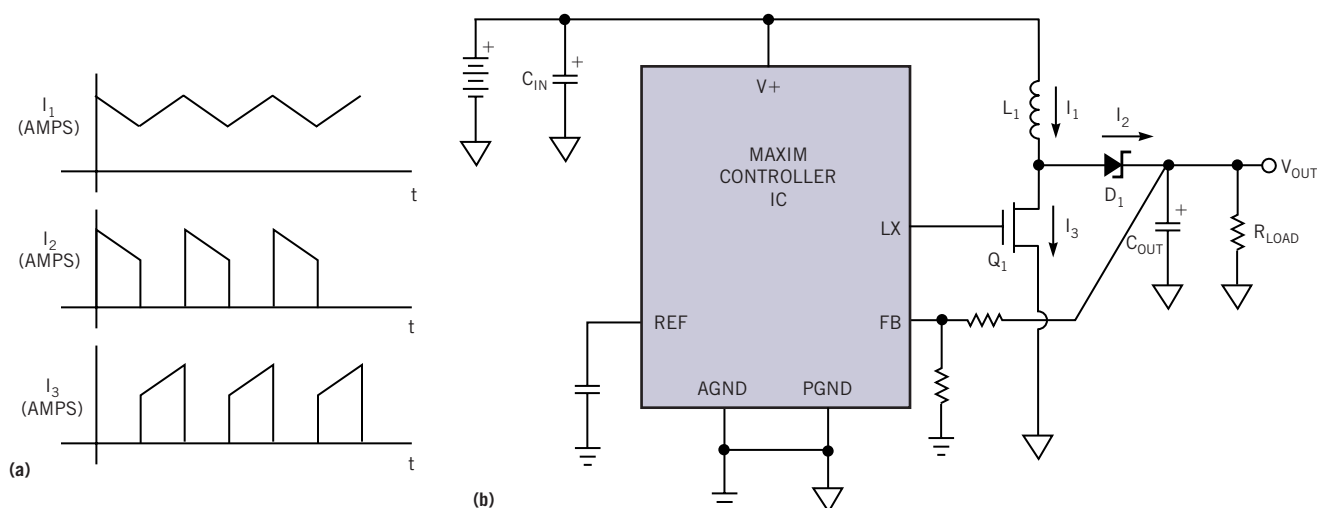 I₁
(AMPS)
t
I₂
(AMPS)
t
I₃
(AMPS)
t
(a)
+
C_IN
+
V+
MAXIM
CONTROLLER
IC
LX
REF
FB
AGND
PGND
L₁
I₁
I₂
D₁
I₃
Q₁
+
C_OUT
R_LOAD
V_OUT
(b)